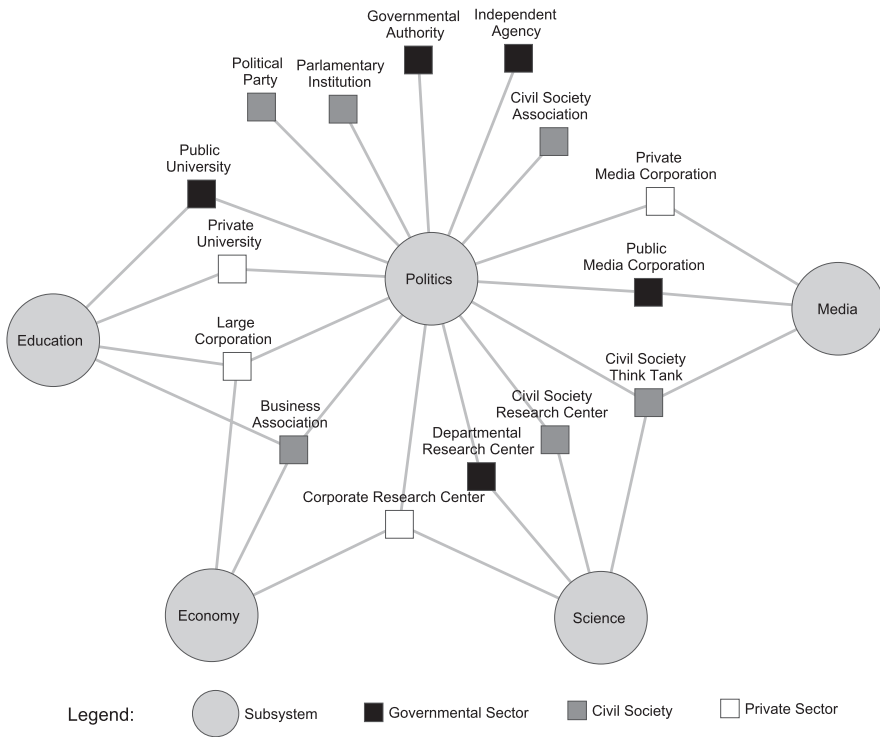 Governmental
Authority
Independent
Agency
Political
Party
Parlamentary
Institution
Civil Society
Association
Public
University
Private
Media Corporation
Private
University
Public
Media Corporation
Politics
Media
Education
Large
Corporation
Civil Society
Think Tank
Business
Association
Civil Society
Research Center
Departmental
Research Center
Corporate Research Center
Economy
Science
Legend:
Subsystem
Governmental Sector
Civil Society
Private Sector